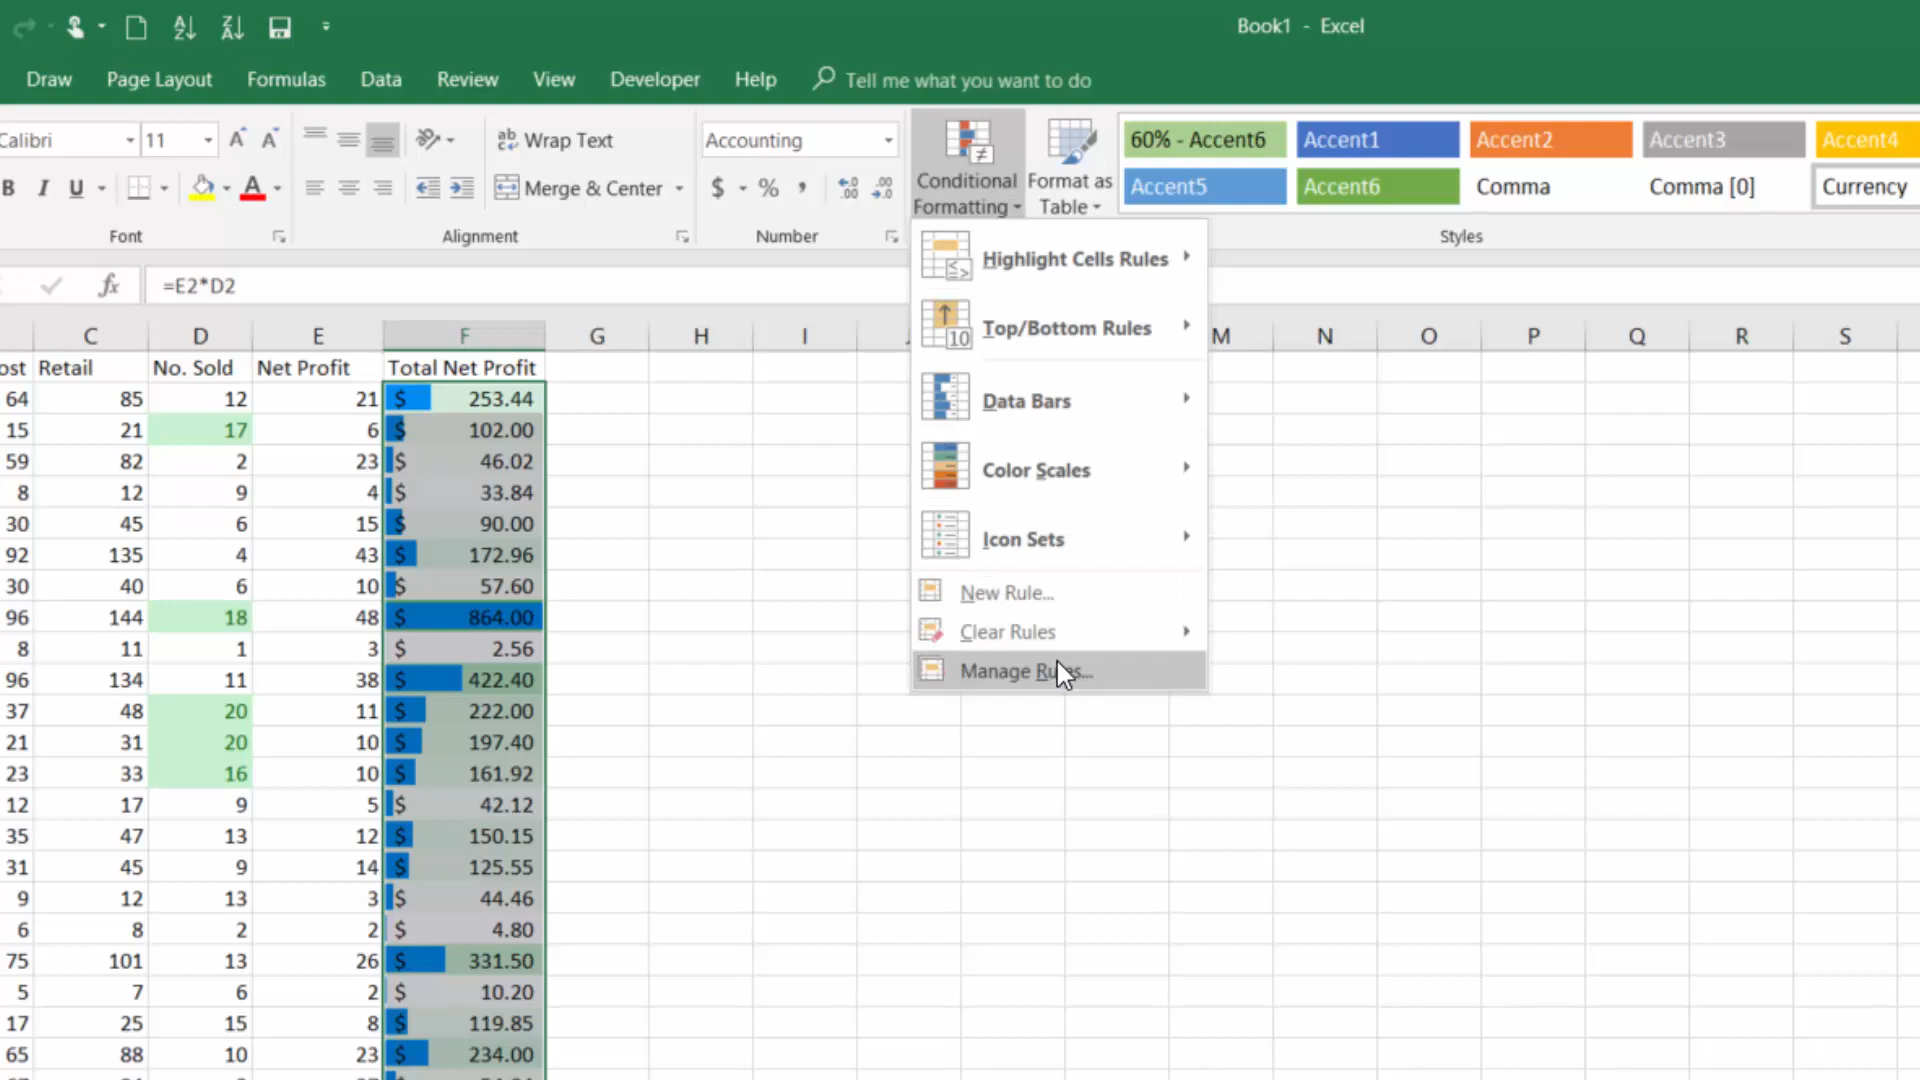 Book1 - Excel
Draw Page Layout Formulas Data Review View Developer Help Tell me what you want to do
Calibri 11 Wrap Text Accounting Conditional Formatting Format as Table 60% - Accent6 Accent1 Accent2 Accent3 Accent4
B I U A Merge & Center $ % , Accent5 Accent6 Comma Comma [0] Currency
Font Alignment Number Styles
fx =E2*D2
Highlight Cells Rules
Top/Bottom Rules
Data Bars
Color Scales
Icon Sets
New Rule...
Clear Rules
Manage
C D E F G H I M N O P Q R S
ost Retail No. Sold Net Profit Total Net Profit
64 85 12 21 $ 253.44
15 21 17 6 $ 102.00
59 82 2 23 $ 46.02
8 12 9 4 $ 33.84
30 45 6 15 $ 90.00
92 135 4 43 $ 172.96
30 40 6 10 $ 57.60
96 144 18 48 $ 864.00
8 11 1 3 $ 2.56
96 134 11 38 $ 422.40
37 48 20 11 $ 222.00
21 31 20 10 $ 197.40
23 33 16 10 $ 161.92
12 17 9 5 $ 42.12
35 47 13 12 $ 150.15
31 45 9 14 $ 125.55
9 12 13 3 $ 44.46
6 8 2 2 $ 4.80
75 101 13 26 $ 331.50
5 7 6 2 $ 10.20
17 25 15 8 $ 119.85
65 88 10 23 $ 234.00